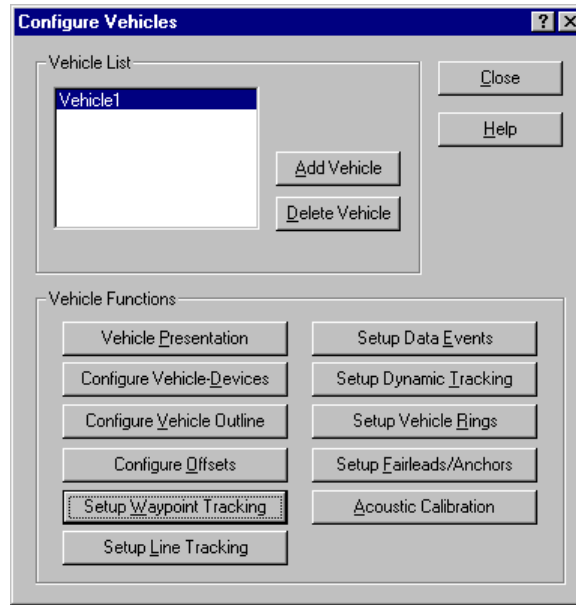 Configure Vehicles
Vehicle List
Vehicle1
Close
Help
Add Vehicle
Delete Vehicle
Vehicle Functions
Vehicle Presentation
Setup Data Events
Configure Vehicle-Devices
Setup Dynamic Tracking
Configure Vehicle Outline
Setup Vehicle Rings
Configure Offsets
Setup Fairleads/Anchors
Setup Waypoint Tracking
Acoustic Calibration
Setup Line Tracking